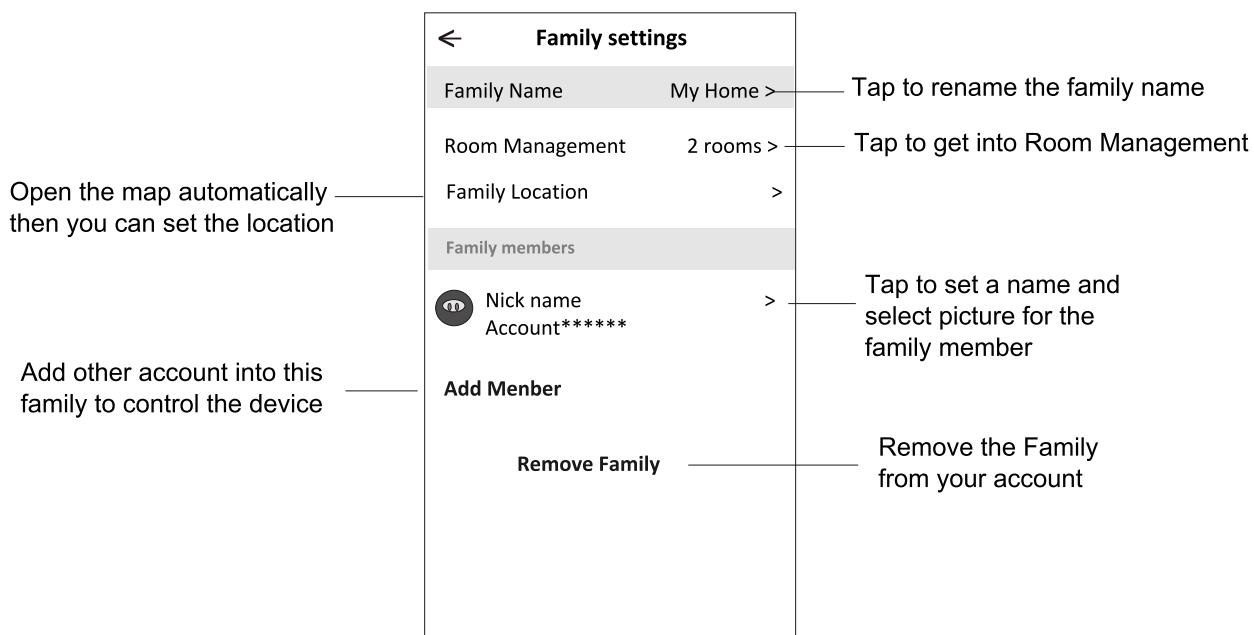 Family settings
Family Name My Home >
Tap to rename the family name
Room Management 2 rooms >
Tap to get into Room Management
Open the map automatically
then you can set the location
Family Location >
Family members
Nick name >
Account******
Tap to set a name and
select picture for the
family member
Add other account into this
family to control the device
Add Menber
Remove Family
Remove the Family
from your account